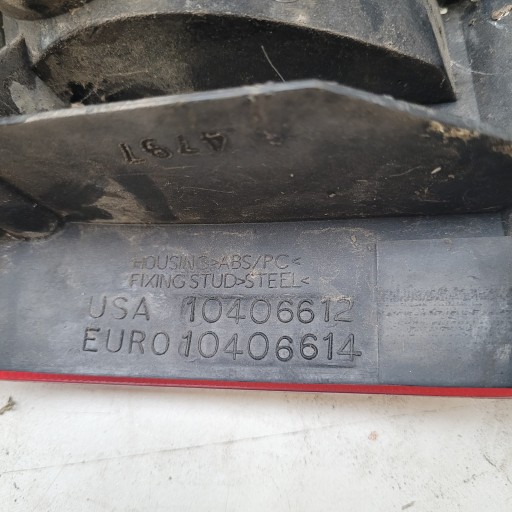 HOUSING>ABS/PC<
FIXING STUD>STEEL<
USA 10406612
EURO 10406614